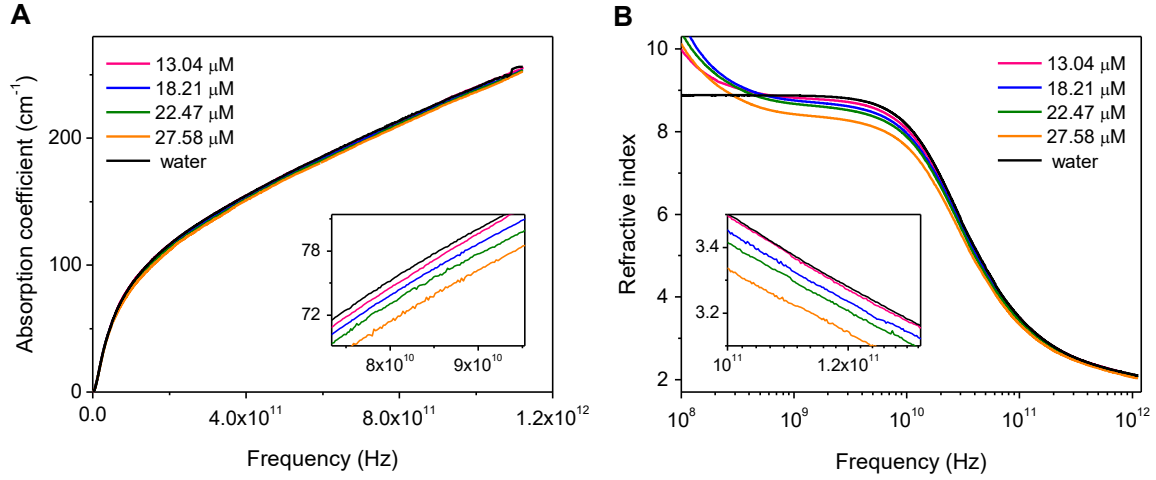 A
Absorption coefficient (cm⁻¹)
200
100
0
0.0
4.0x10¹¹
8.0x10¹¹
1.2x10¹²
Frequency (Hz)
13.04 μM
18.21 μM
22.47 μM
27.58 μM
water
78
72
8x10¹⁰
9x10¹⁰
B
Refractive index
10
8
6
4
2
10⁸
10⁹
10¹⁰
10¹¹
10¹²
Frequency (Hz)
13.04 μM
18.21 μM
22.47 μM
27.58 μM
water
3.4
3.2
10¹¹
1.2x10¹¹